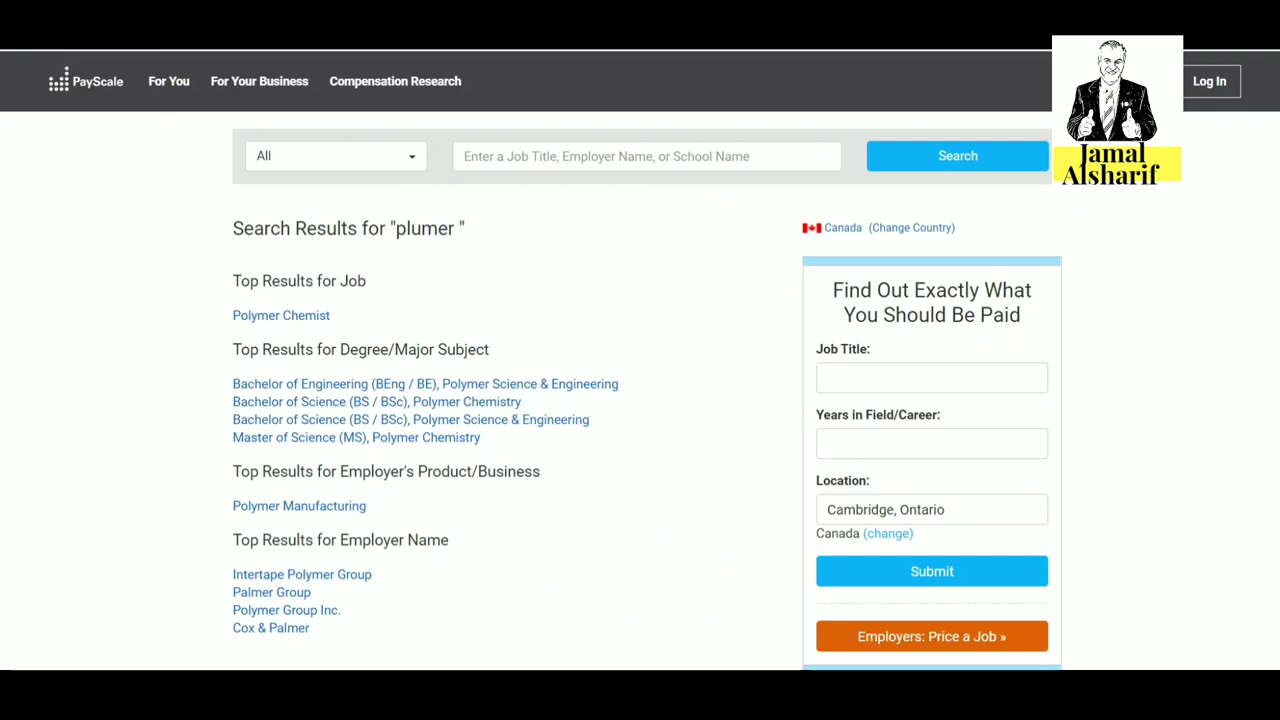 PayScale For You For Your Business Compensation Research Log In
Jamal
Alsharif
All Enter a Job Title, Employer Name, or School Name Search
Search Results for "plumer "
Canada (Change Country)
Top Results for Job
Polymer Chemist
Top Results for Degree/Major Subject
Bachelor of Engineering (BEng / BE), Polymer Science & Engineering
Bachelor of Science (BS / BSc), Polymer Chemistry
Bachelor of Science (BS / BSc), Polymer Science & Engineering
Master of Science (MS), Polymer Chemistry
Top Results for Employer's Product/Business
Polymer Manufacturing
Top Results for Employer Name
Intertape Polymer Group
Palmer Group
Polymer Group Inc.
Cox & Palmer
Find Out Exactly What
You Should Be Paid
Job Title:
Years in Field/Career:
Location:
Cambridge, Ontario
Canada (change)
Submit
Employers: Price a Job »